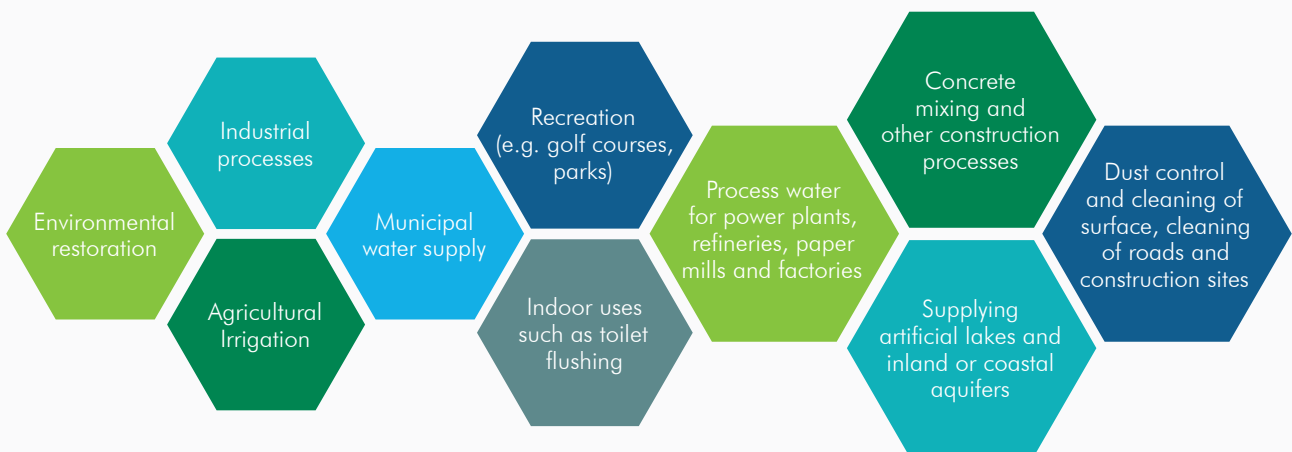 Environmental
restoration
Industrial
processes
Agricultural
Irrigation
Municipal
water supply
Recreation
(e.g. golf courses,
parks)
Indoor uses
such as toilet
flushing
Process water
for power plants,
refineries, paper
mills and factories
Concrete
mixing and
other construction
processes
Supplying
artificial lakes and
inland or coastal
aquifers
Dust control
and cleaning of
surface, cleaning
of roads and
construction sites